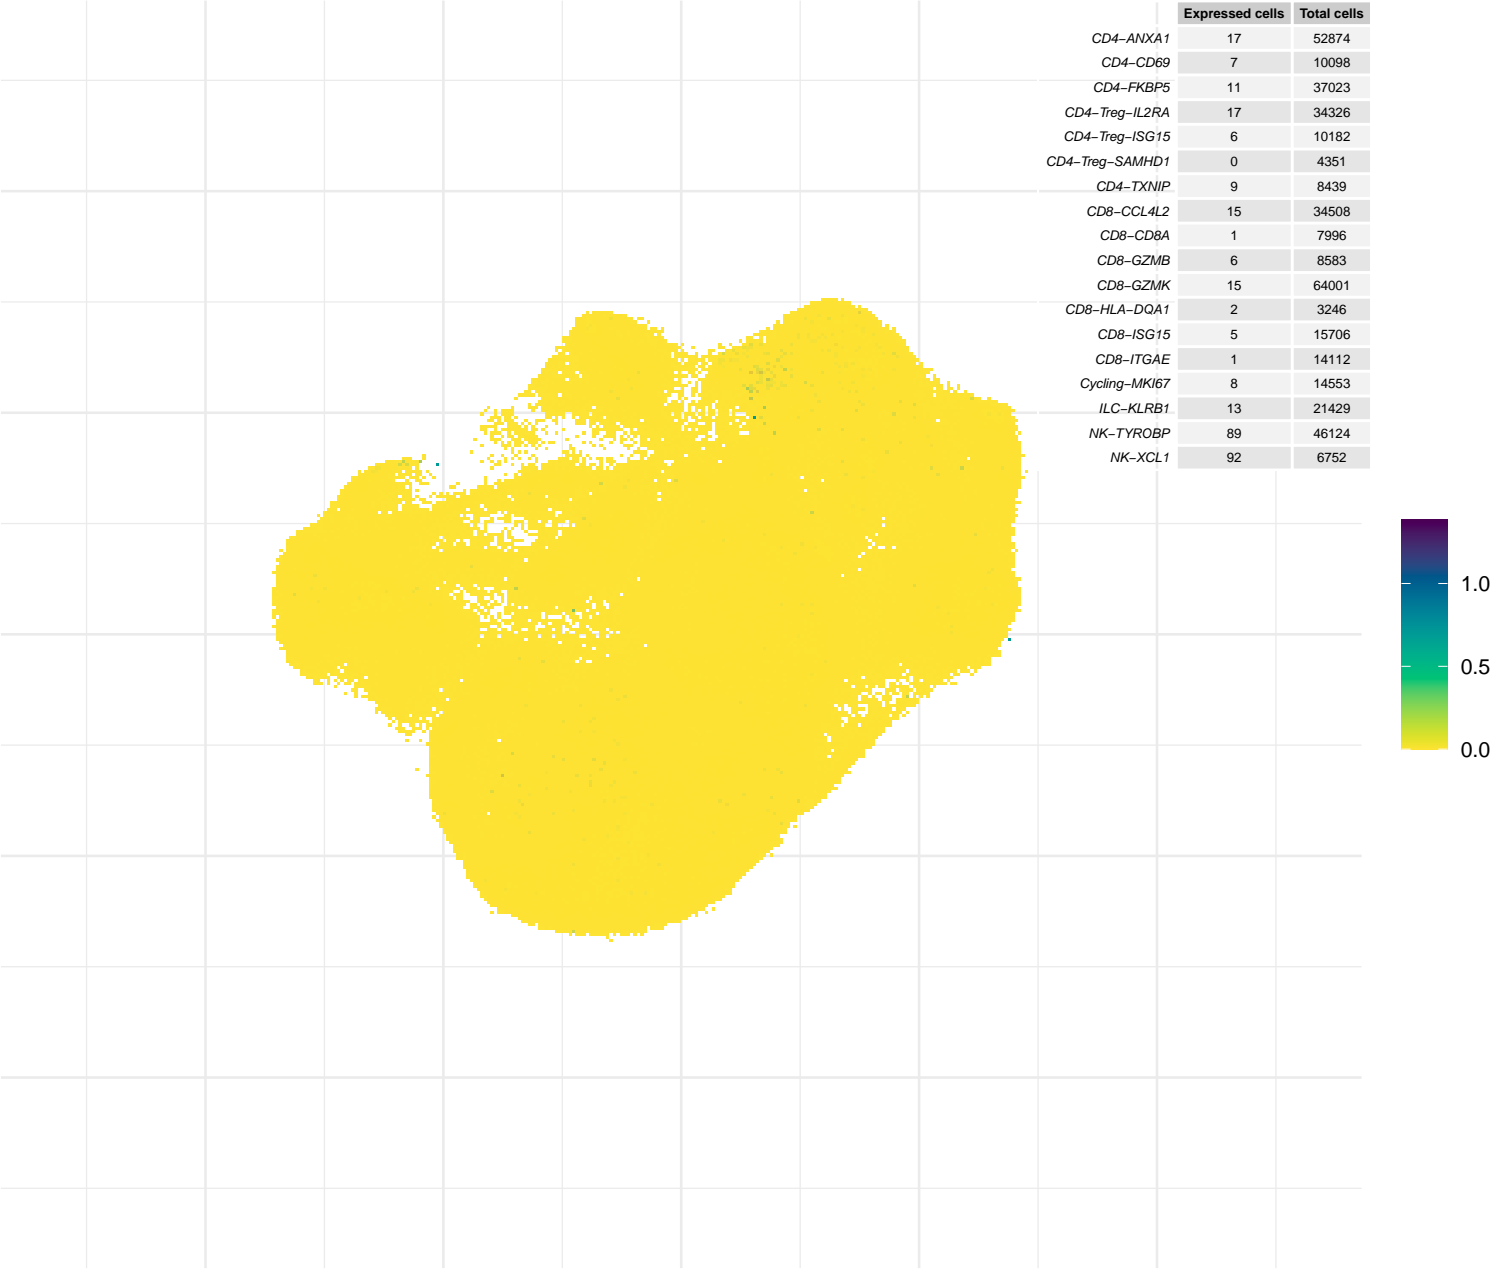 Expressed cells Total cells
CD4−ANXA1 17 52874
CD4−CD69 7 10098
CD4−FKBP5 11 37023
CD4−Treg−IL2RA 17 34326
CD4−Treg−ISG15 6 10182
CD4−Treg−SAMHD1 0 4351
CD4−TXNIP 9 8439
CD8−CCL4L2 15 34508
CD8−CD8A 1 7996
CD8−GZMB 6 8583
CD8−GZMK 15 64001
CD8−HLA−DQA1 2 3246
CD8−ISG15 5 15706
CD8−ITGAE 1 14112
Cycling−MKI67 8 14553
ILC−KLRB1 13 21429
NK−TYROBP 89 46124
NK−XCL1 92 6752
1.0
0.5
0.0